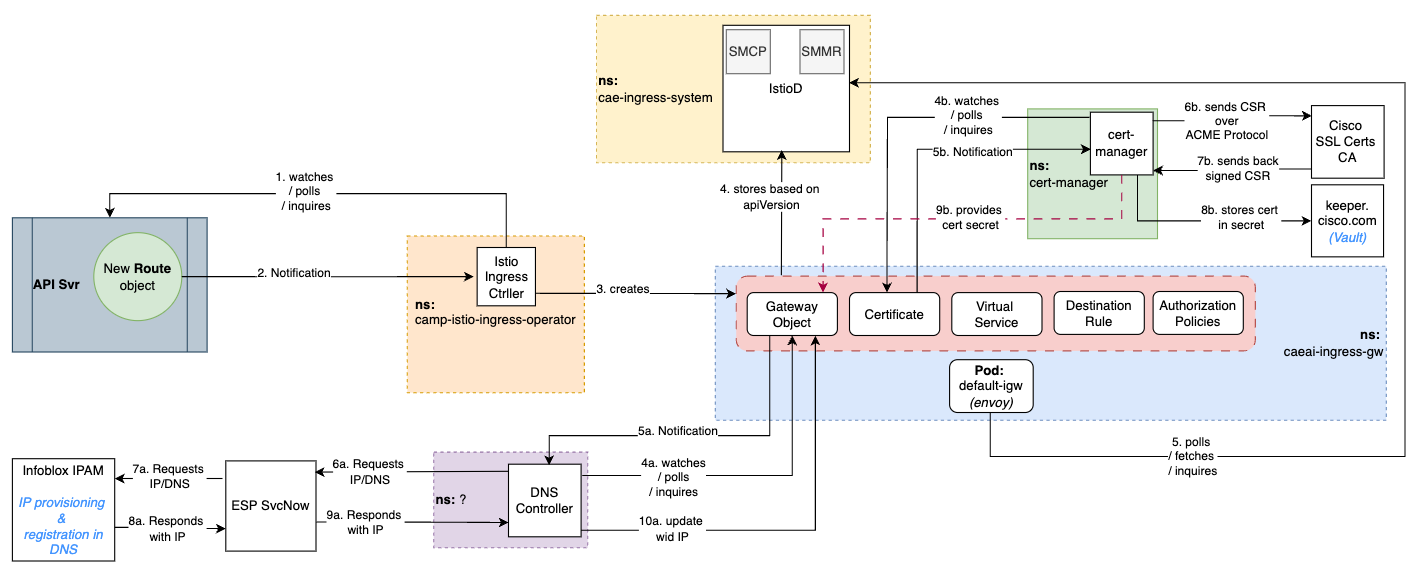 SMCP
SMMR
IstioD
ns:
cae-ingress-system
4b. watches
/ polls
/ inquires
5b. Notification
cert-
manager
ns:
cert-manager
6b. sends CSR
over
ACME Protocol
7b. sends back
signed CSR
Cisco
SSL Certs
CA
8b. stores cert
in secret
keeper.
cisco.com
(Vault)
9b. provides
cert secret
4. stores based on
apiVersion
1. watches
/ polls
/ inquires
API Svr
New Route
object
2. Notification
Istio
Ingress
Ctrller
ns:
camp-istio-ingress-operator
3. creates
Gateway
Object
Certificate
Virtual
Service
Destination
Rule
Authorization
Policies
ns:
caeai-ingress-gw
Pod:
default-igw
(envoy)
5. polls
/ fetches
/ inquires
5a. Notification
4a. watches
/ polls
/ inquires
10a. update
wid IP
ns: ?
DNS
Controller
6a. Requests
IP/DNS
9a. Responds
with IP
ESP SvcNow
7a. Requests
IP/DNS
8a. Responds
with IP
Infoblox IPAM
IP provisioning
&
registration in
DNS